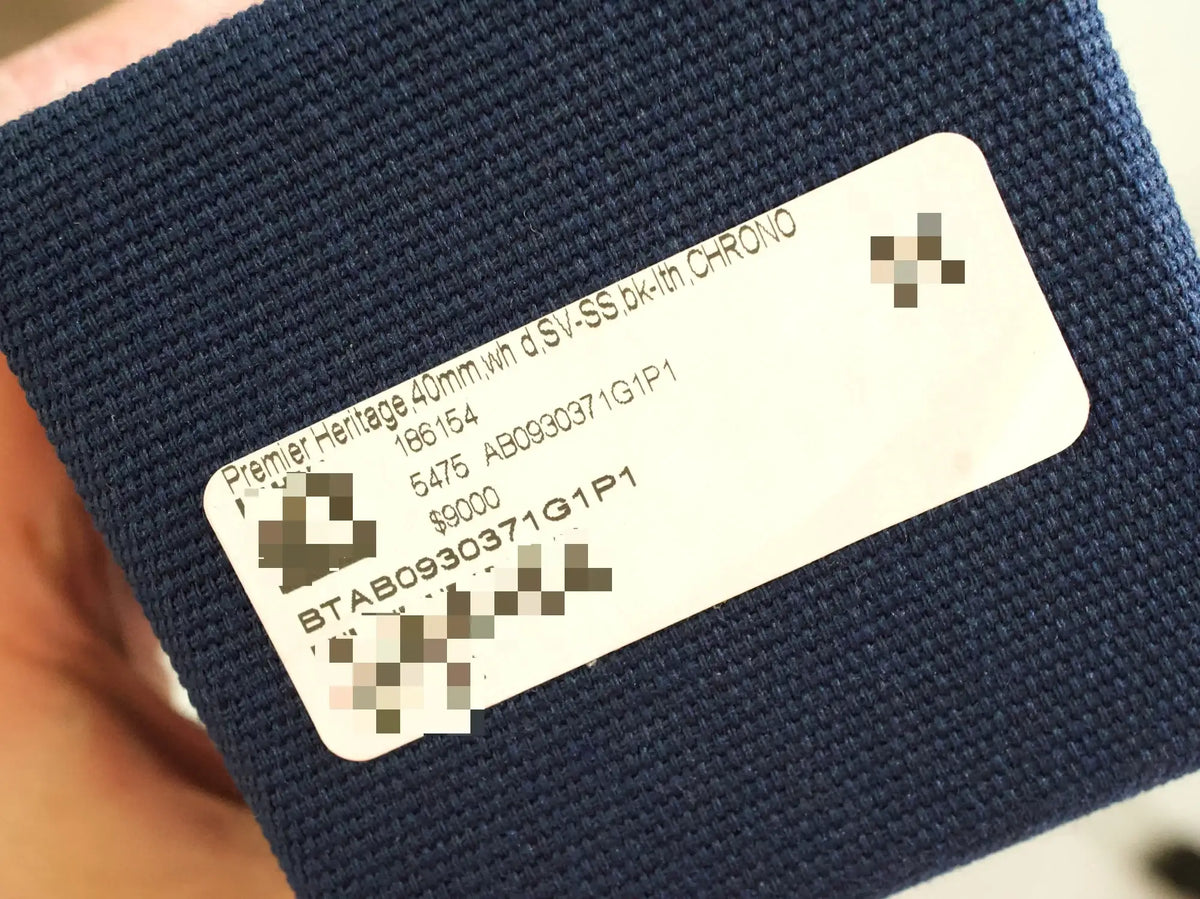 Premier Heritage,40mm,wh d,SV-SS,bk-lth,CHRONO
186154
5475 AB0930371G1P1
$9000
BTAB0930371G1P1